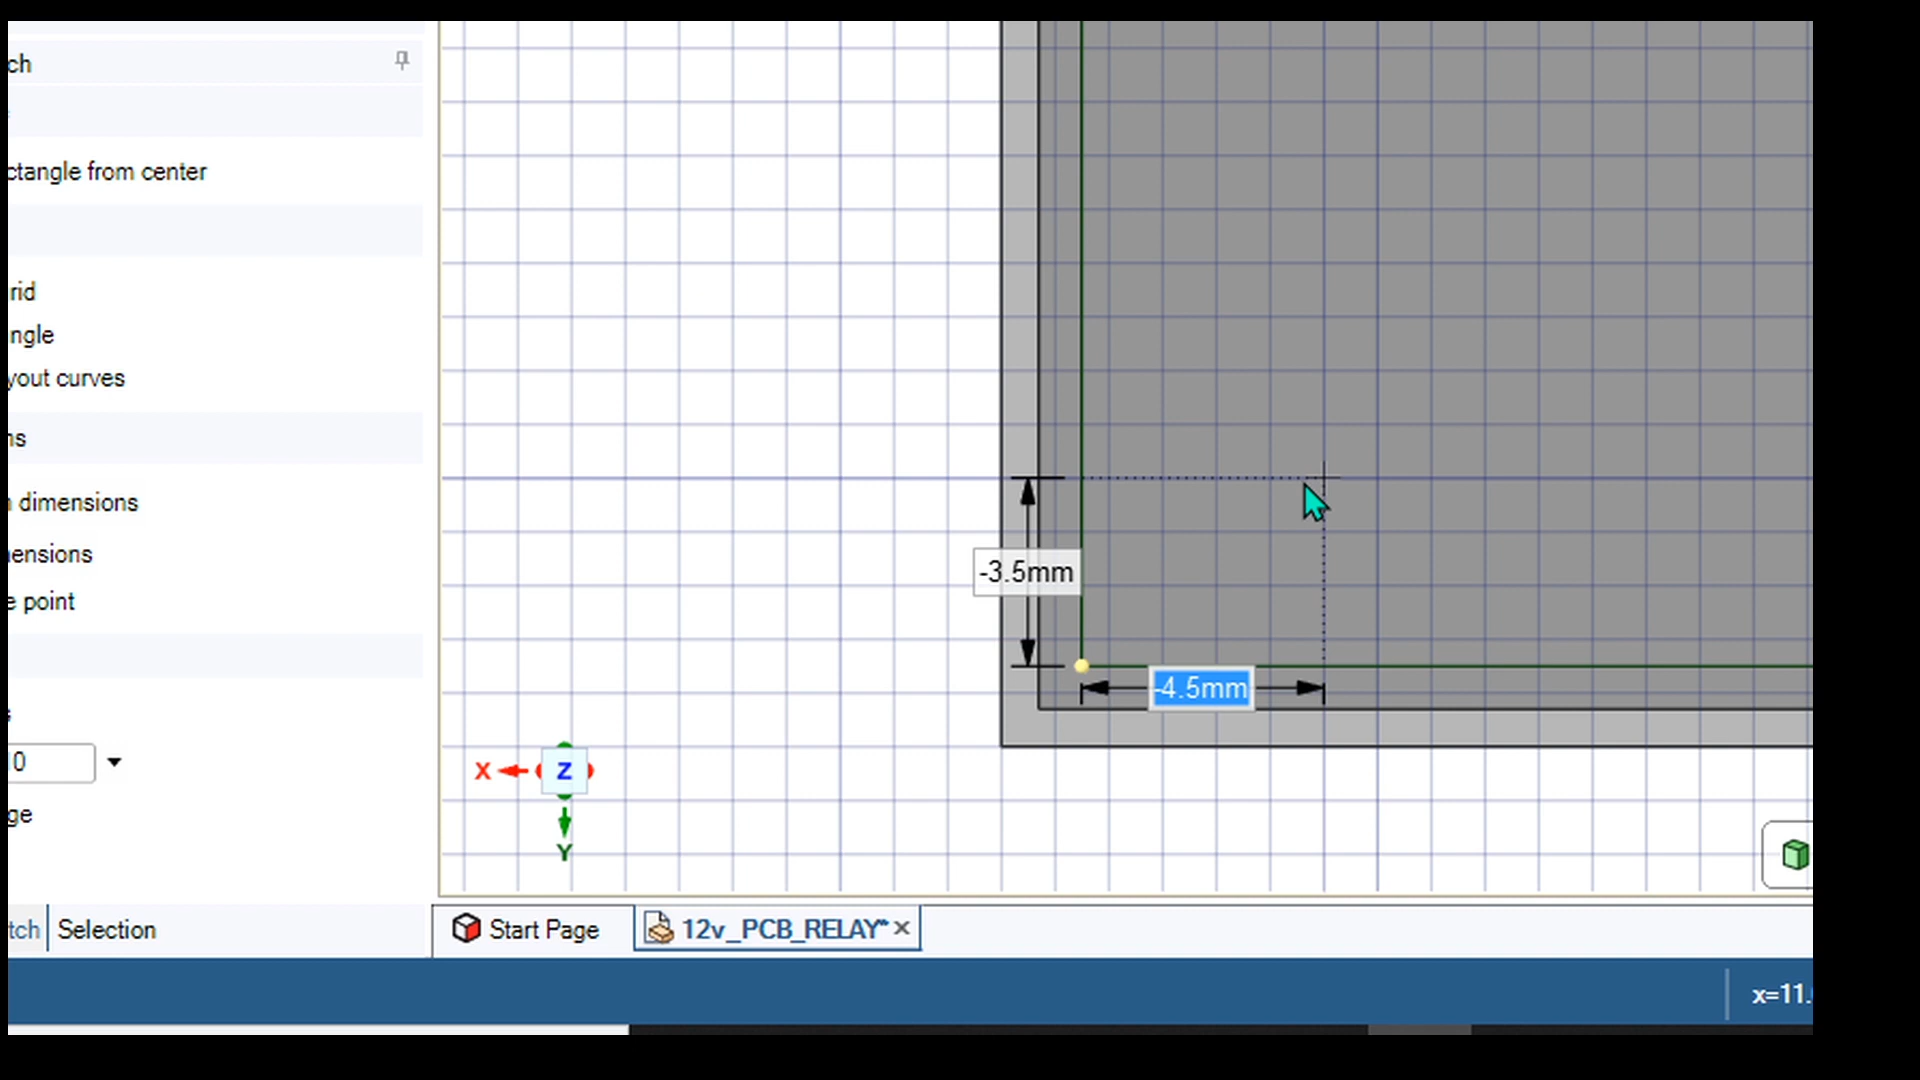 ch
ctangle from center
rid
ngle
yout curves
ns
n dimensions
ensions
e point
0
ge
-3.5mm
-4.5mm
X
Z
Y
tch
Selection
Start Page
12v_PCB_RELAY*
x=11.